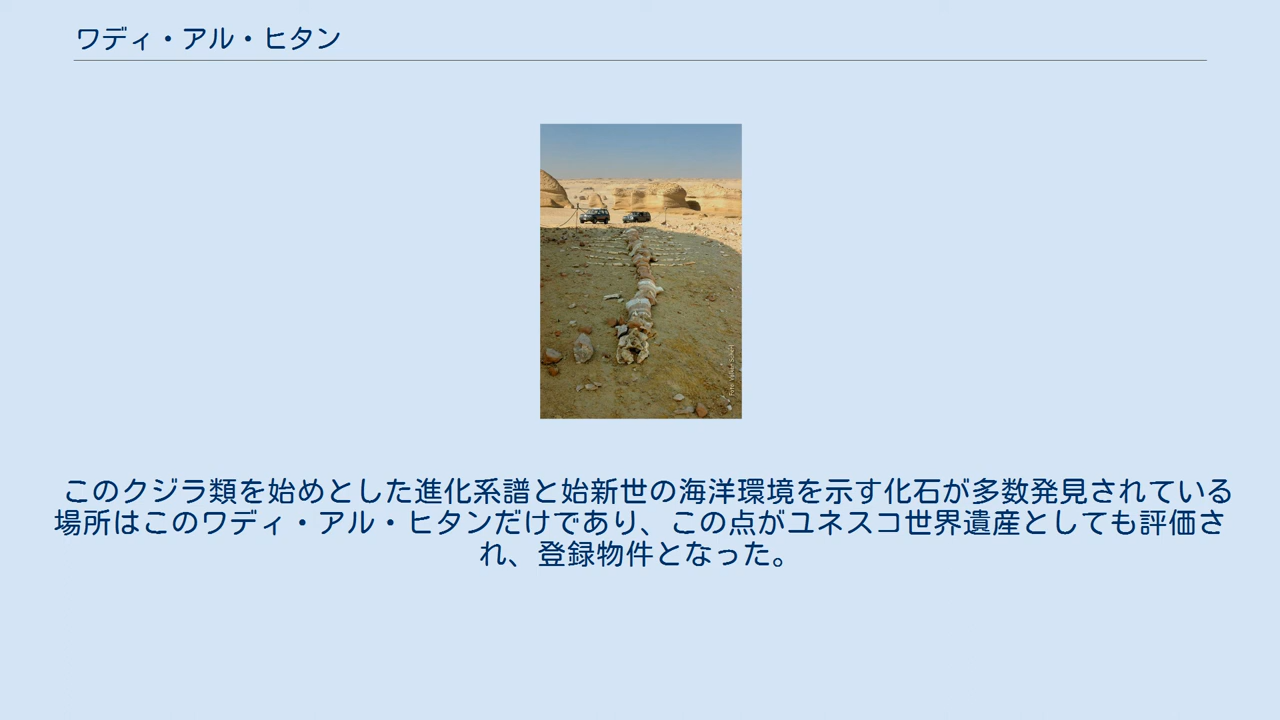 ワディ・アル・ヒタン
このクジラ類を始めとした進化系譜と始新世の海洋環境を示す化石が多数発見されている
場所はこのワディ・アル・ヒタンだけであり、この点がユネスコ世界遺産としても評価さ
れ、登録物件となった。